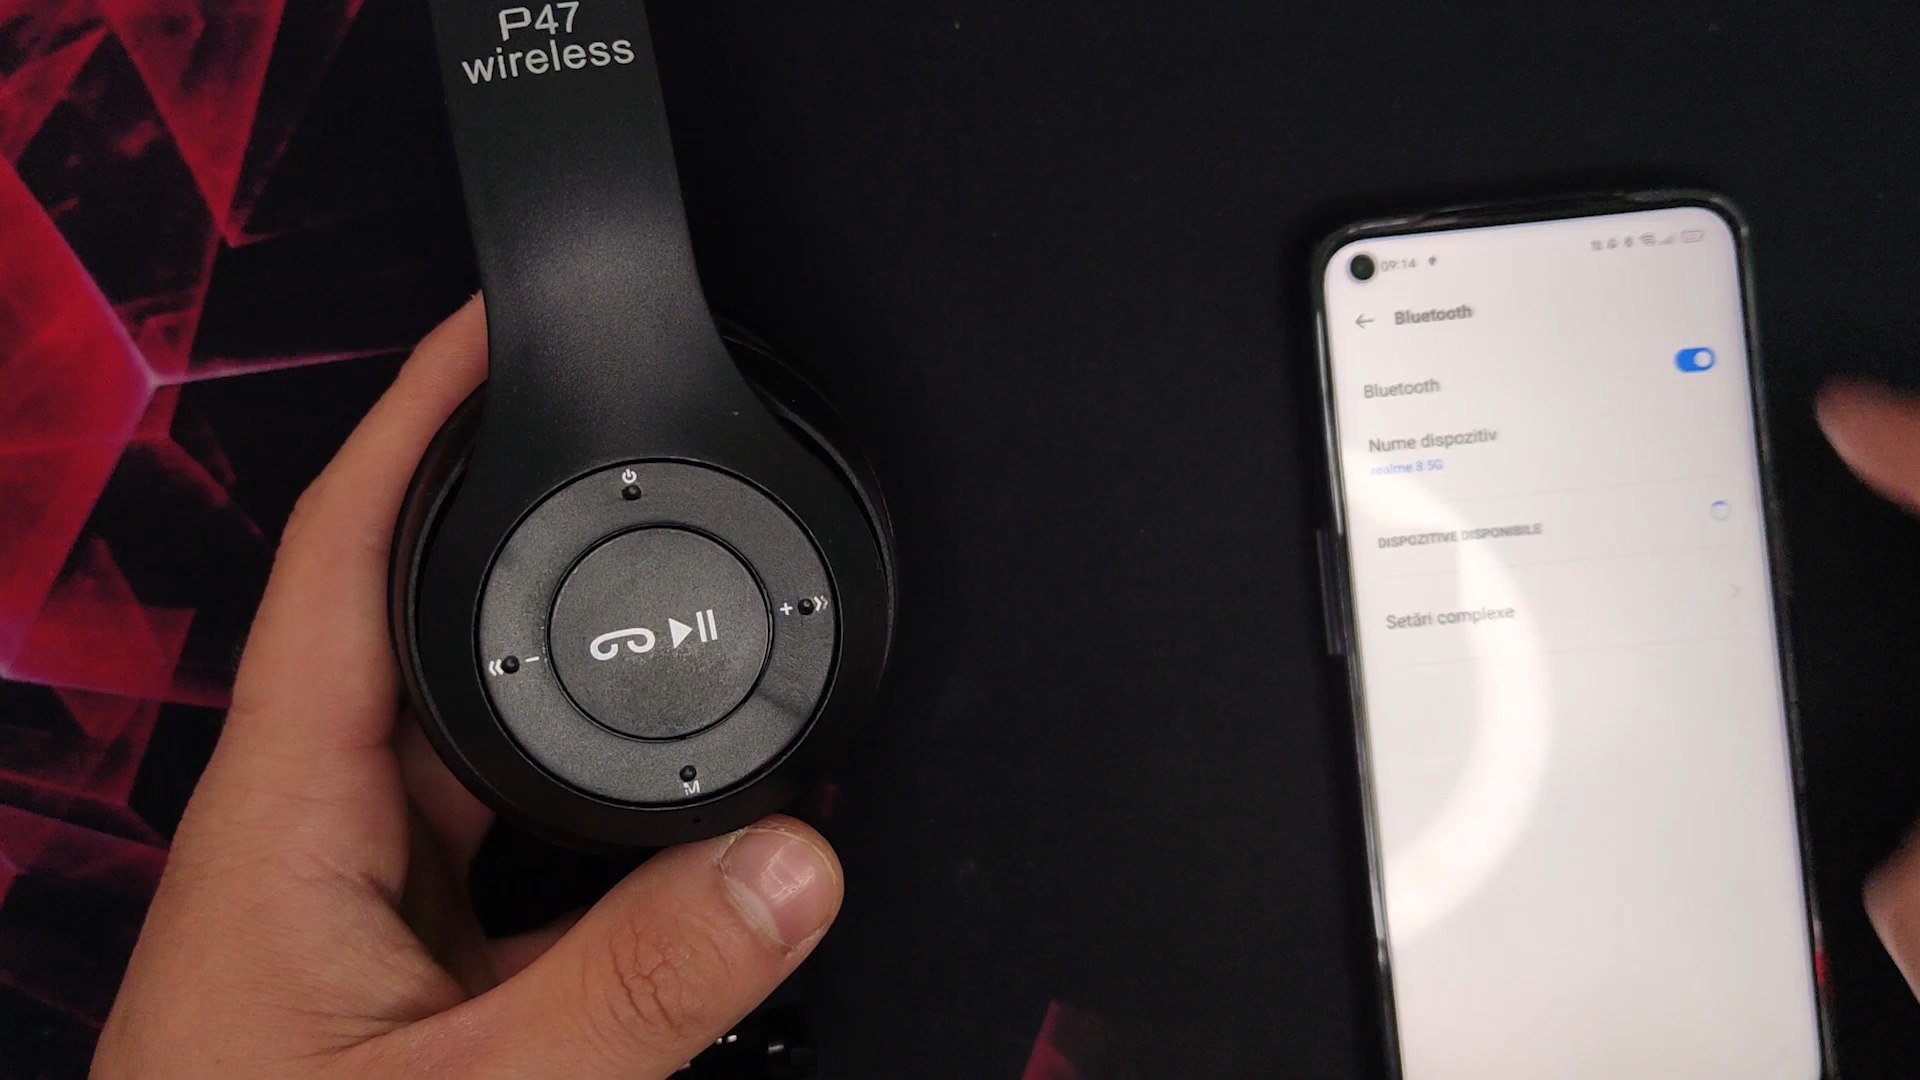 P47
wireless
+
−
M
09:14
Bluetooth
Bluetooth
Nume dispozitiv
realme 8 5G
DISPOZITIVE DISPONIBILE
Setări complexe